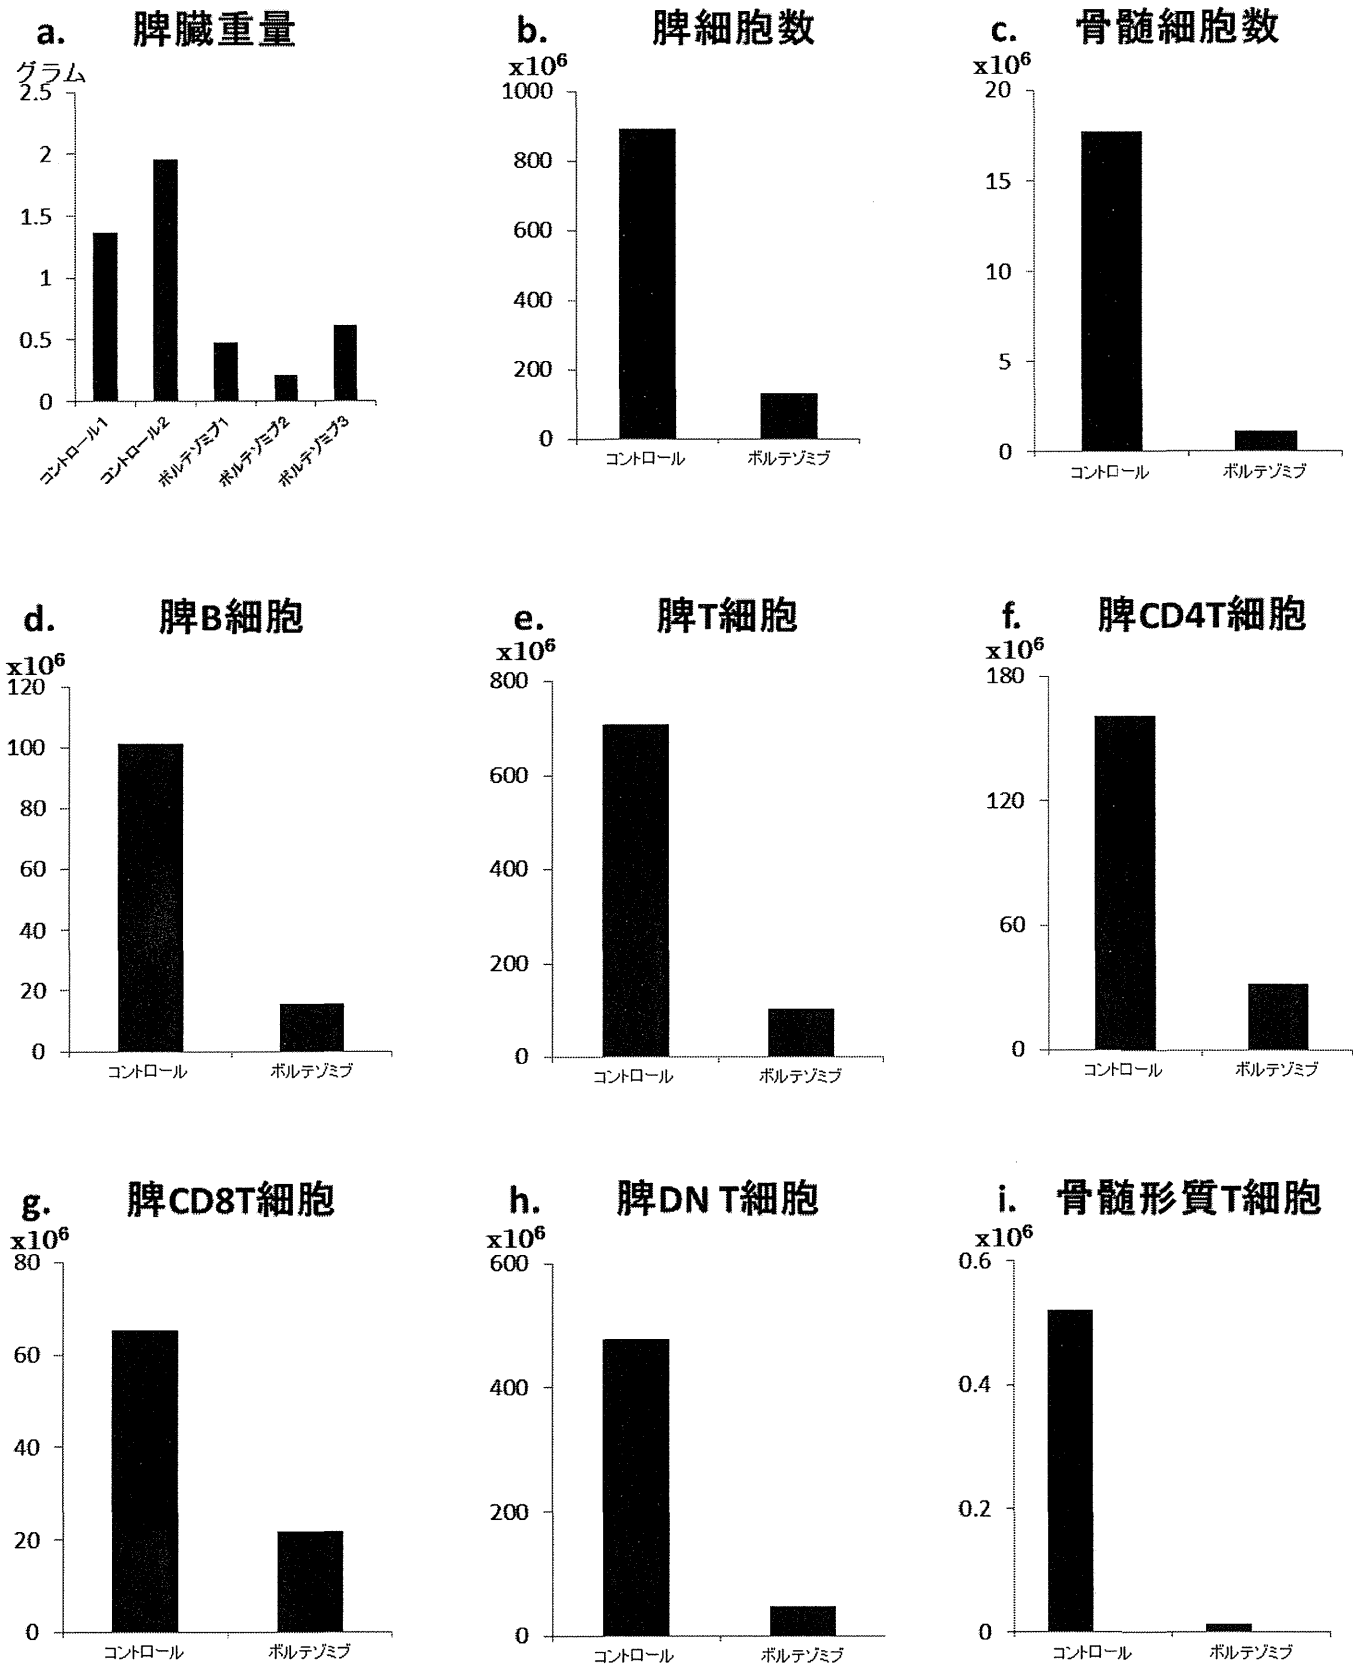 a. 脾臓重量
グラム
2.5
2
1.5
1
0.5
0
コントロール1
コントロール2
ボルテゾミブ1
ボルテゾミブ2
ボルテゾミブ3
b. 脾細胞数
x10⁶
1000
800
600
400
200
0
コントロール ボルテゾミブ
c. 骨髄細胞数
x10⁶
20
15
10
5
0
コントロール ボルテゾミブ
d. 脾B細胞
x10⁶
120
100
80
60
40
20
0
コントロール ボルテゾミブ
e. 脾T細胞
x10⁶
800
600
400
200
0
コントロール ボルテゾミブ
f. 脾CD4T細胞
x10⁶
180
120
60
0
コントロール ボルテゾミブ
g. 脾CD8T細胞
x10⁶
80
60
40
20
0
コントロール ボルテゾミブ
h. 脾DN T細胞
x10⁶
600
400
200
0
コントロール ボルテゾミブ
i. 骨髄形質T細胞
x10⁶
0.6
0.4
0.2
0
コントロール ボルテゾミブ